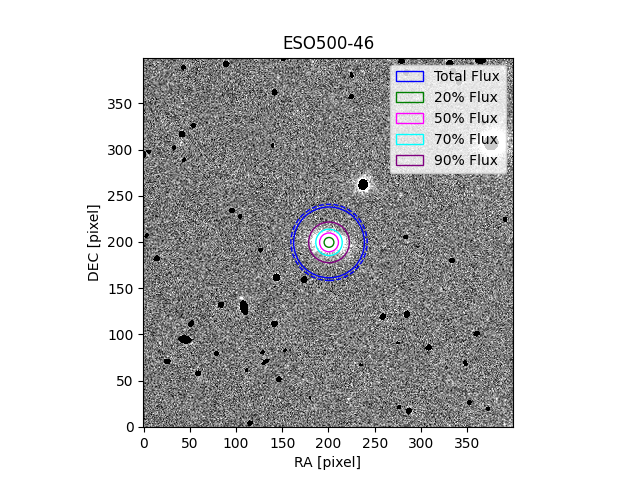 ESO500-46
Total Flux
20% Flux
50% Flux
70% Flux
90% Flux
DEC [pixel]
350
300
250
200
150
100
50
0
0 50 100 150 200 250 300 350
RA [pixel]